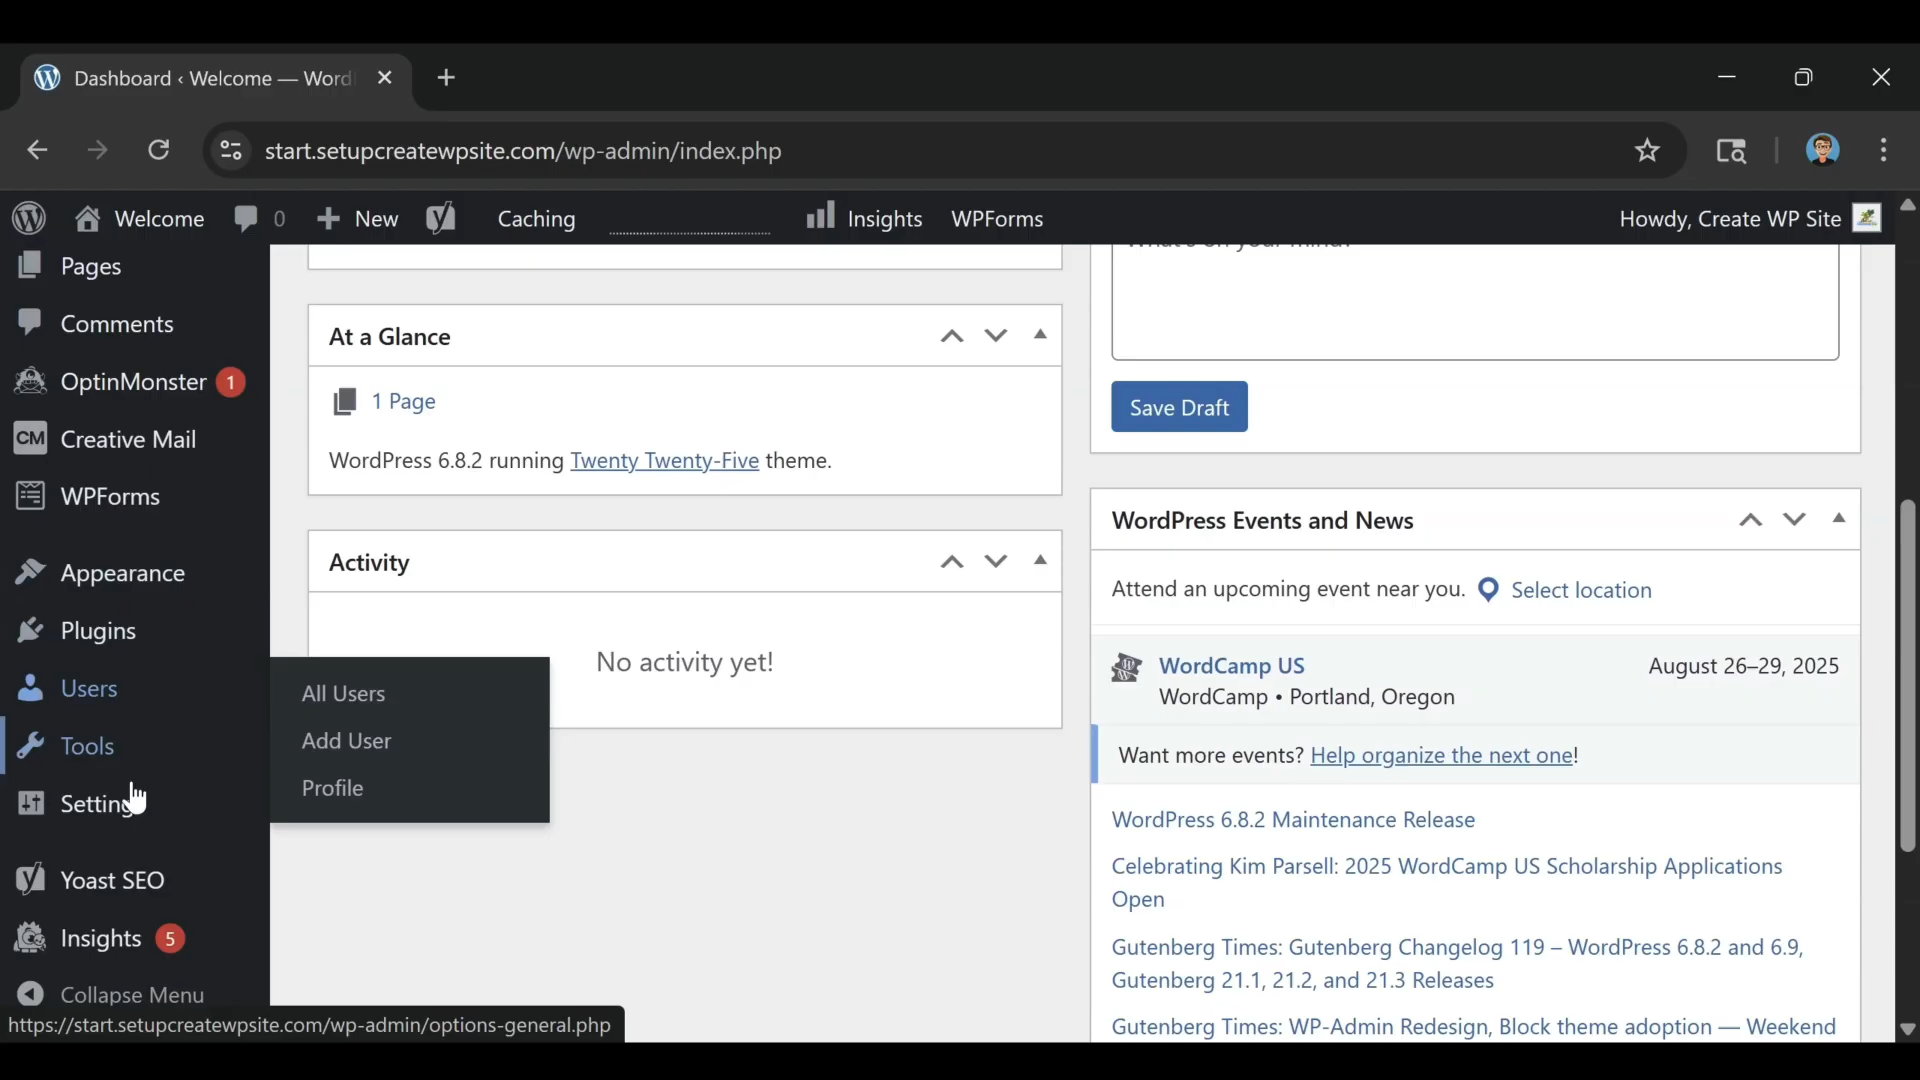 Dashboard ‹ Welcome — Word
start.setupcreatewpsite.com/wp-admin/index.php
Welcome 0 New Caching Insights WPForms Howdy, Create WP Site
Pages
Comments
OptinMonster 1
CM Creative Mail
WPForms
Appearance
Plugins
Users
Tools
Setting
Yoast SEO
Insights 5
Collapse Menu
https://start.setupcreatewpsite.com/wp-admin/options-general.php
All Users
Add User
Profile
At a Glance
1 Page
WordPress 6.8.2 running Twenty Twenty-Five theme.
Activity
No activity yet!
Save Draft
WordPress Events and News
Attend an upcoming event near you. Select location
WordCamp US August 26–29, 2025
WordCamp • Portland, Oregon
Want more events? Help organize the next one!
WordPress 6.8.2 Maintenance Release
Celebrating Kim Parsell: 2025 WordCamp US Scholarship Applications
Open
Gutenberg Times: Gutenberg Changelog 119 – WordPress 6.8.2 and 6.9,
Gutenberg 21.1, 21.2, and 21.3 Releases
Gutenberg Times: WP-Admin Redesign, Block theme adoption — Weekend